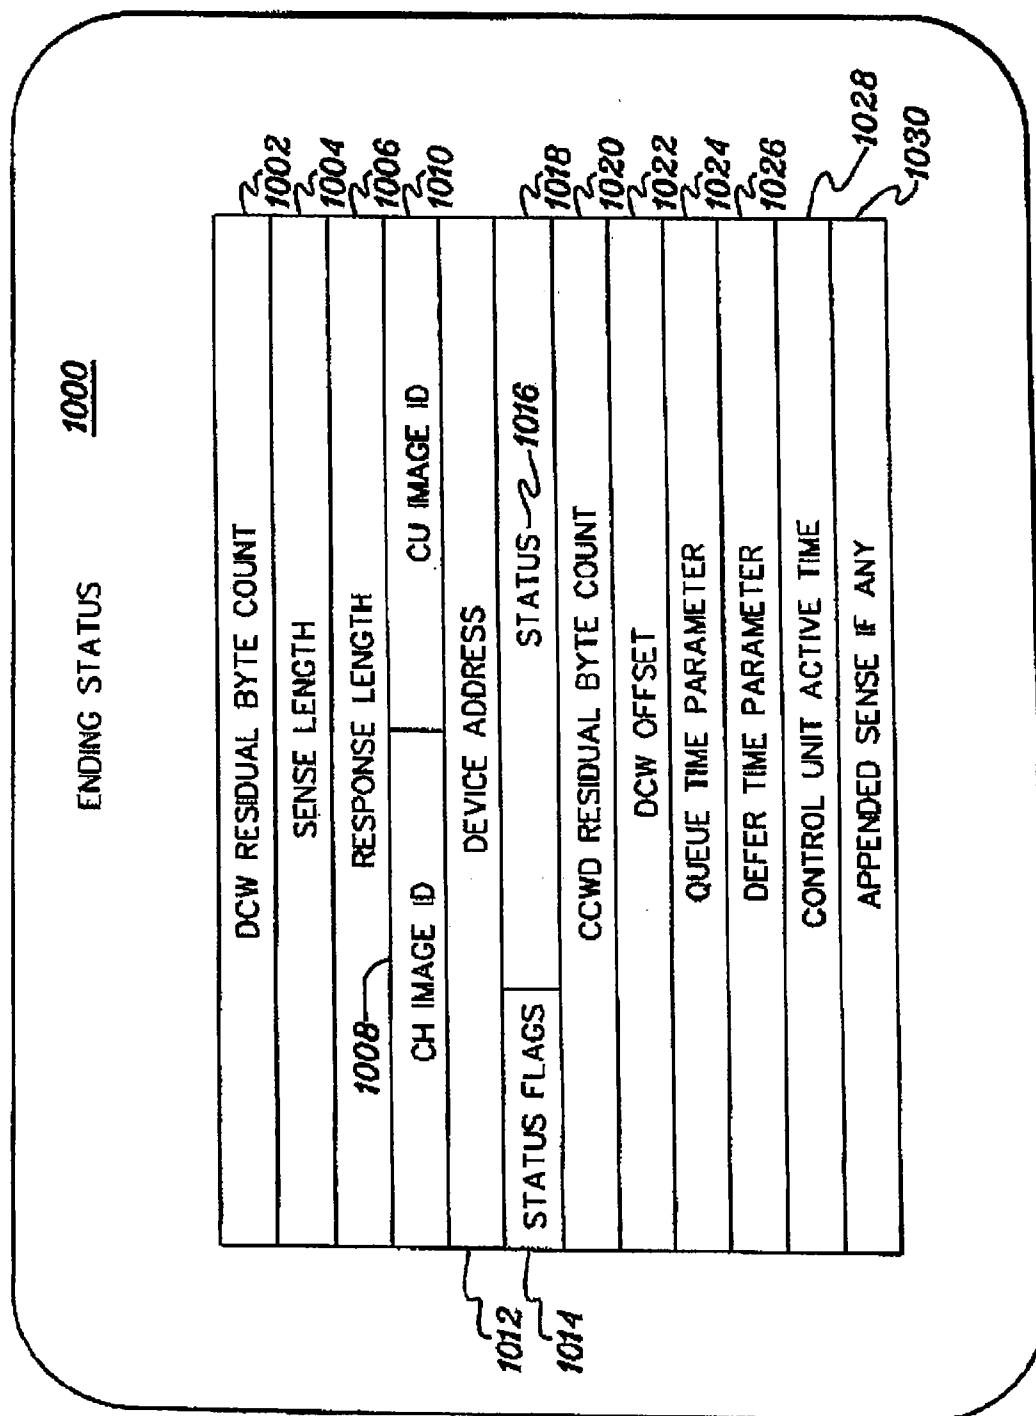 ENDING STATUS 1000
DCW RESIDUAL BYTE COUNT 1002
SENSE LENGTH 1004
1008 RESPONSE LENGTH 1006
CH IMAGE ID CU IMAGE ID 1010
1012 DEVICE ADDRESS
1014 STATUS FLAGS STATUS 1016 1018
CCWD RESIDUAL BYTE COUNT 1020
DCW OFFSET 1022
QUEUE TIME PARAMETER 1024
DEFER TIME PARAMETER 1026
CONTROL UNIT ACTIVE TIME 1028
APPENDED SENSE IF ANY 1030